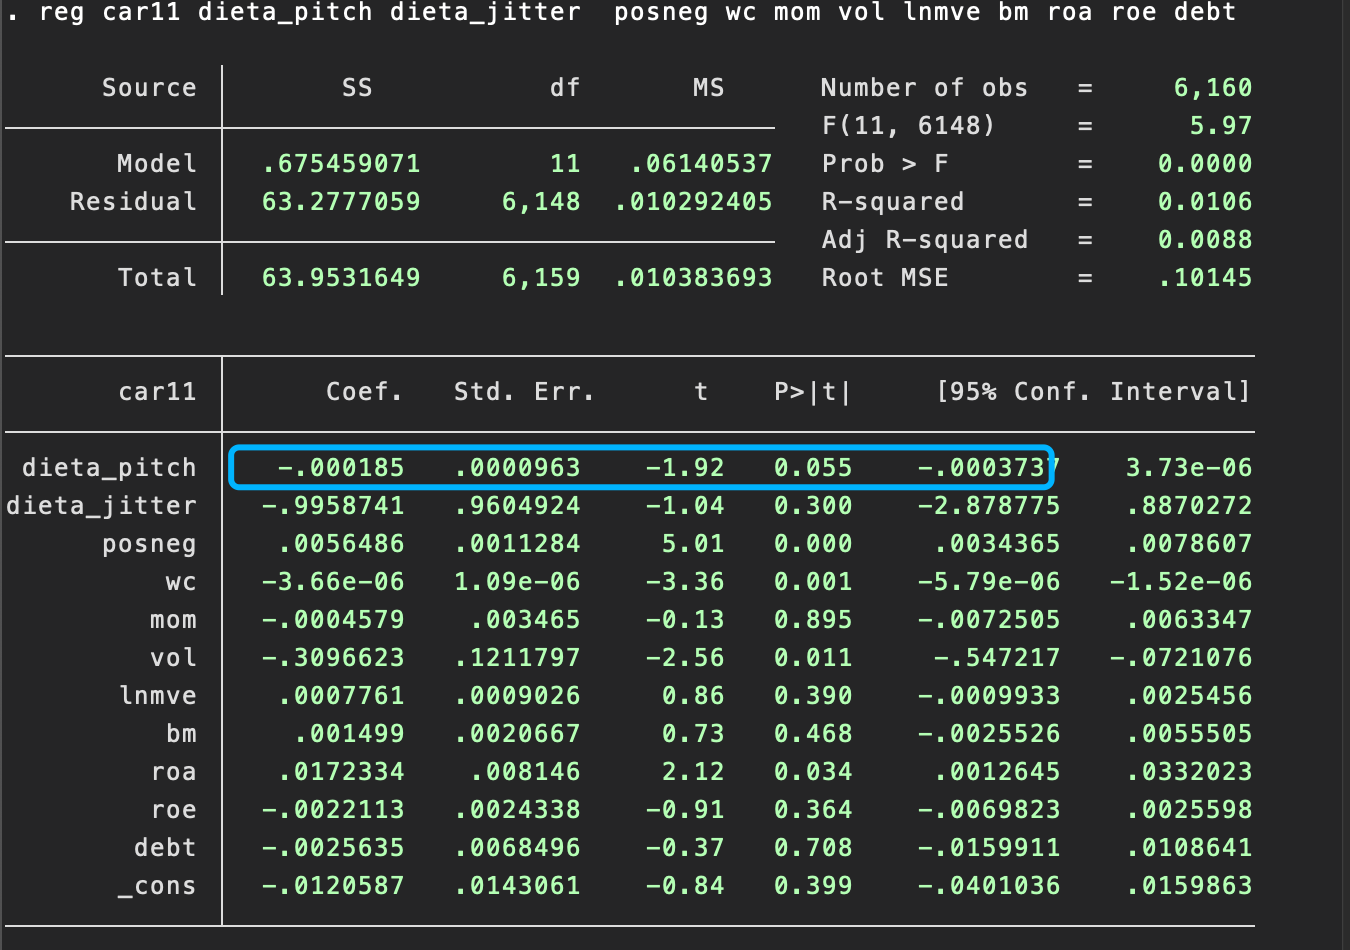 . reg car11 dieta_pitch dieta_jitter posneg wc mom vol lnmve bm roa roe debt
Source SS df MS Number of obs = 6,160
F(11, 6148) = 5.97
Model .675459071 11 .06140537 Prob > F = 0.0000
Residual 63.2777059 6,148 .010292405 R-squared = 0.0106
Adj R-squared = 0.0088
Total 63.9531649 6,159 .010383693 Root MSE = .10145
car11 Coef. Std. Err. t P>|t| [95% Conf. Interval]
dieta_pitch -.000185 .0000963 -1.92 0.055 -.0003737 3.73e-06
dieta_jitter -.9958741 .9604924 -1.04 0.300 -2.878775 .8870272
posneg .0056486 .0011284 5.01 0.000 .0034365 .0078607
wc -3.66e-06 1.09e-06 -3.36 0.001 -5.79e-06 -1.52e-06
mom -.0004579 .003465 -0.13 0.895 -.0072505 .0063347
vol -.3096623 .1211797 -2.56 0.011 -.547217 -.0721076
lnmve .0007761 .0009026 0.86 0.390 -.0009933 .0025456
bm .001499 .0020667 0.73 0.468 -.0025526 .0055505
roa .0172334 .008146 2.12 0.034 .0012645 .0332023
roe -.0022113 .0024338 -0.91 0.364 -.0069823 .0025598
debt -.0025635 .0068496 -0.37 0.708 -.0159911 .0108641
_cons -.0120587 .0143061 -0.84 0.399 -.0401036 .0159863